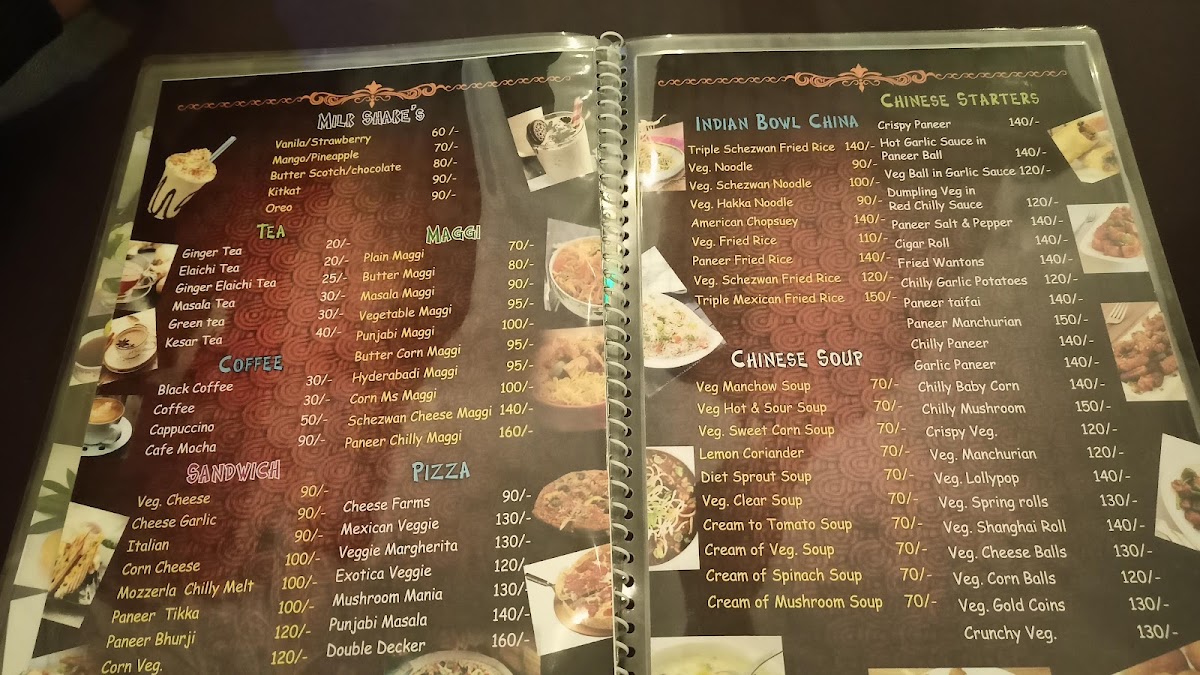 MILK SHAKE'S
Vanila/Strawberry 60/-
Mango/Pineapple 70/-
Butter Scotch/chocolate 80/-
Kitkat 90/-
Oreo 90/-
TEA
Ginger Tea 20/-
Elaichi Tea 20/-
Ginger Elaichi Tea 25/-
Masala Tea 30/-
Green tea 30/-
Kesar Tea 40/-
COFFEE
Black Coffee 30/-
Coffee 30/-
Cappuccino 50/-
Cafe Mocha 90/-
SANDWICH
Veg. Cheese 90/-
Cheese Garlic 90/-
Italian 90/-
Corn Cheese 100/-
Mozzerla Chilly Melt 100/-
Paneer Tikka 100/-
Paneer Bhurji 120/-
Corn Veg. 120/-
MAGGI
Plain Maggi 70/-
Butter Maggi 80/-
Masala Maggi 90/-
Vegetable Maggi 95/-
Punjabi Maggi 100/-
Butter Corn Maggi 95/-
Hyderabadi Maggi 95/-
Corn Ms Maggi 100/-
Schezwan Cheese Maggi 140/-
Paneer Chilly Maggi 160/-
PIZZA
Cheese Farms 90/-
Mexican Veggie 130/-
Veggie Margherita 130/-
Exotica Veggie 120/-
Mushroom Mania 130/-
Punjabi Masala 140/-
Double Decker 160/-
INDIAN BOWL CHINA
Triple Schezwan Fried Rice 140/-
Veg. Noodle 90/-
Veg. Schezwan Noodle 100/-
Veg. Hakka Noodle 90/-
American Chopsuey 140/-
Veg. Fried Rice 110/-
Paneer Fried Rice 140/-
Veg. Schezwan Fried Rice 120/-
Triple Mexican Fried Rice 150/-
CHINESE SOUP
Veg Manchow Soup 70/-
Veg Hot & Sour Soup 70/-
Veg. Sweet Corn Soup 70/-
Lemon Coriander 70/-
Diet Sprout Soup 70/-
Veg. Clear Soup 70/-
Cream to Tomato Soup 70/-
Cream of Veg. Soup 70/-
Cream of Spinach Soup 70/-
Cream of Mushroom Soup 70/-
CHINESE STARTERS
Crispy Paneer 140/-
Hot Garlic Sauce in
Paneer Ball 140/-
Veg Ball in Garlic Sauce 120/-
Dumpling Veg in
Red Chilly Sauce 120/-
Paneer Salt & Pepper 140/-
Cigar Roll 140/-
Fried Wantons 140/-
Chilly Garlic Potatoes 120/-
Paneer taifai 140/-
Paneer Manchurian 150/-
Chilly Paneer 140/-
Garlic Paneer 140/-
Chilly Baby Corn 140/-
Chilly Mushroom 150/-
Crispy Veg. 120/-
Veg. Manchurian 120/-
Veg. Lollypop 140/-
Veg. Spring rolls 130/-
Veg. Shanghai Roll 140/-
Veg. Cheese Balls 130/-
Veg. Corn Balls 120/-
Veg. Gold Coins 130/-
Crunchy Veg. 130/-